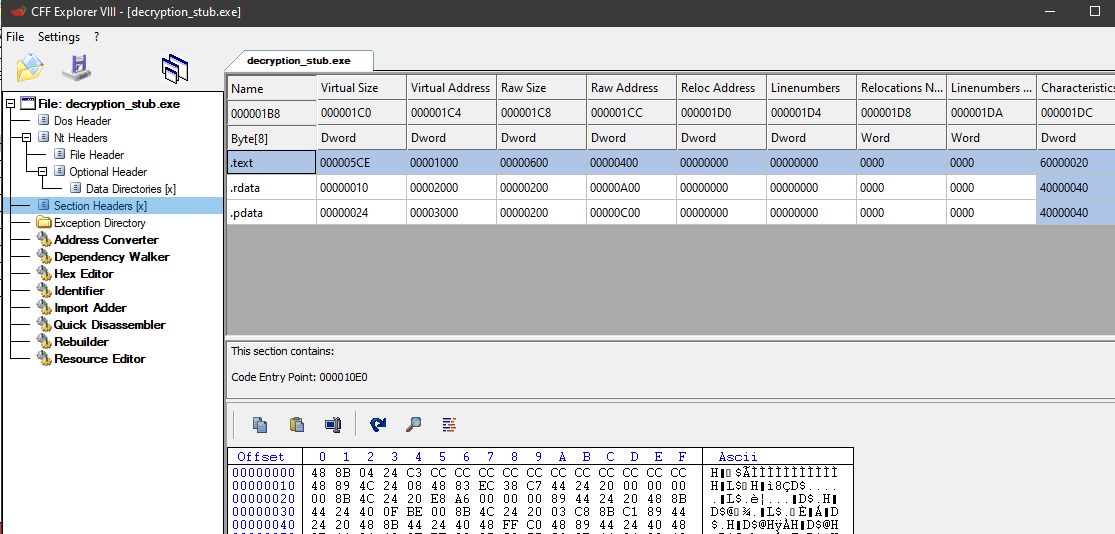 CFF Explorer VIII - [decryption_stub.exe]
File Settings ?
decryption_stub.exe
File: decryption_stub.exe
Dos Header
Nt Headers
File Header
Optional Header
Data Directories [x]
Section Headers [x]
Exception Directory
Address Converter
Dependency Walker
Hex Editor
Identifier
Import Adder
Quick Disassembler
Rebuilder
Resource Editor
Name Virtual Size Virtual Address Raw Size Raw Address Reloc Address Linenumbers Relocations N... Linenumbers ... Characteristics
000001B8 000001C0 000001C4 000001C8 000001CC 000001D0 000001D4 000001D8 000001DA 000001DC
Byte[8] Dword Dword Dword Dword Dword Dword Word Word Dword
.text 000005CE 00001000 00000600 00000400 00000000 00000000 0000 0000 60000020
.rdata 00000010 00002000 00000200 00000A00 00000000 00000000 0000 0000 40000040
.pdata 00000024 00003000 00000200 00000C00 00000000 00000000 0000 0000 40000040
This section contains:
Code Entry Point: 000010E0
Offset 0 1 2 3 4 5 6 7 8 9 A B C D E F Ascii
00000000 48 8B 04 24 C3 CC CC CC CC CC CC CC CC CC CC CC
00000010 48 89 4C 24 08 48 83 EC 38 C7 44 24 20 00 00 00
00000020 00 8B 4C 24 20 E8 A6 00 00 00 89 44 24 20 48 8B
00000030 44 24 40 0F BE 00 8B 4C 24 20 03 C8 8B C1 89 44
00000040 24 20 48 8B 44 24 40 48 FF C0 48 89 44 24 40 48